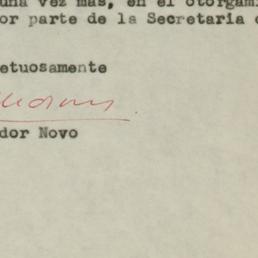 una vez más, en el otorgami
or parte de la Secretaría e
etuosamente
dor Novo